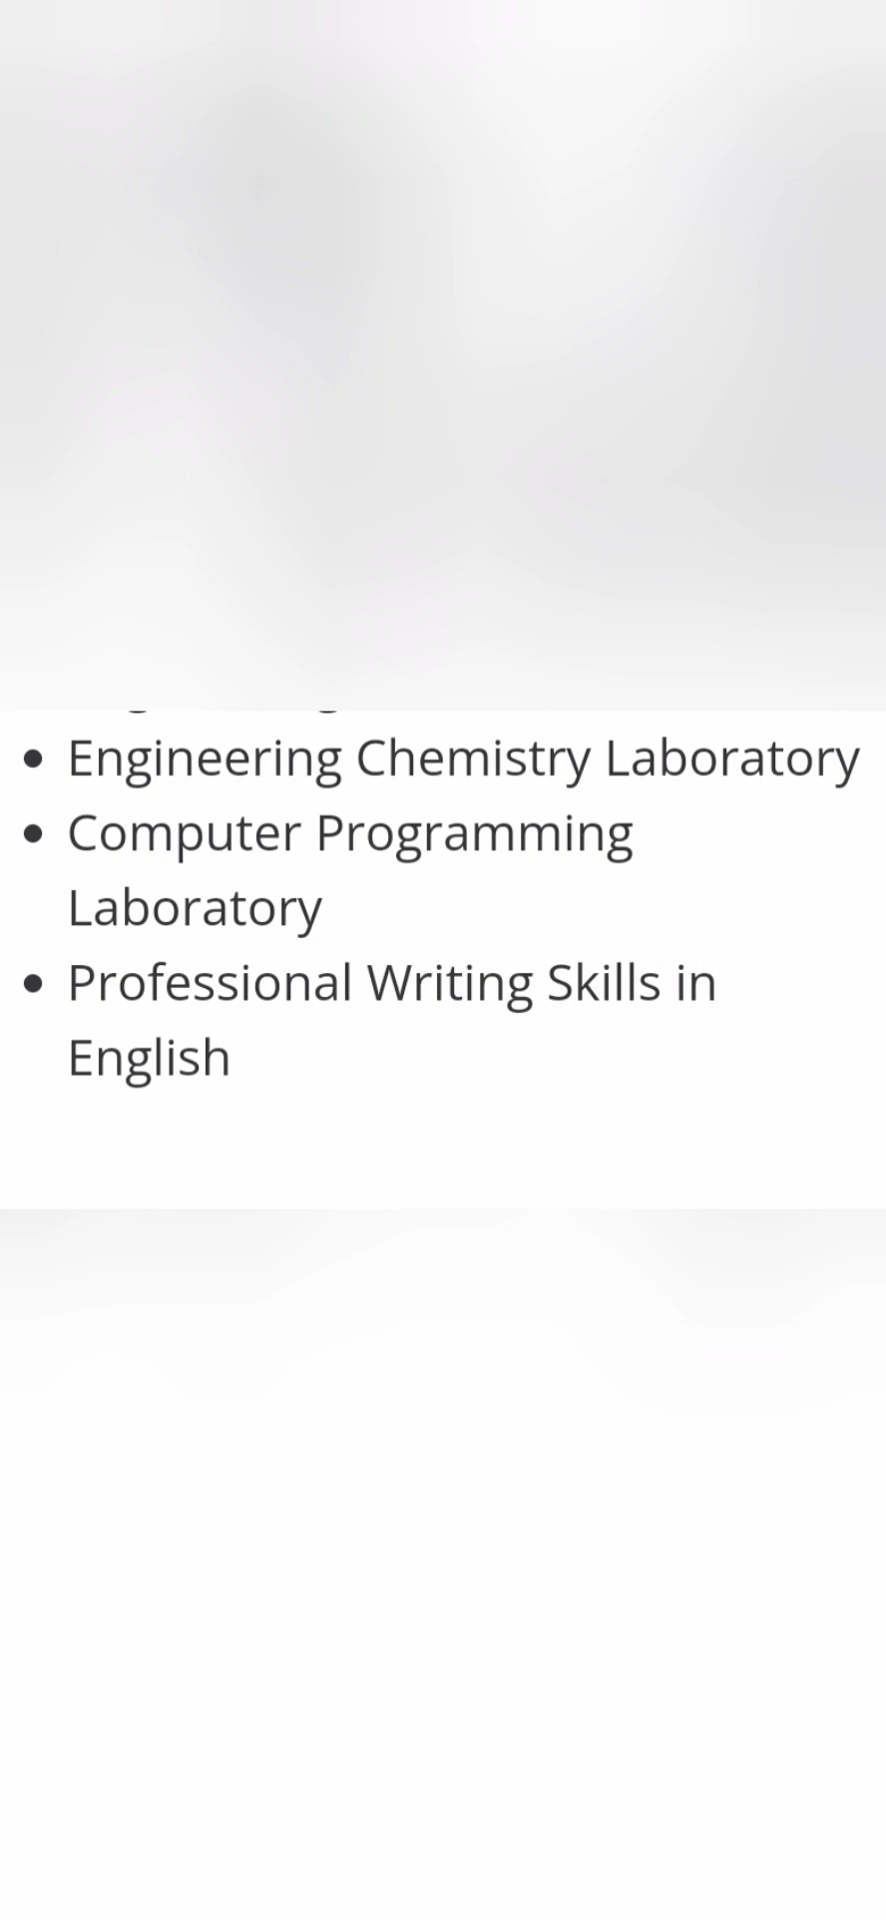 • Engineering Chemistry Laboratory
• Computer Programming
Laboratory
• Professional Writing Skills in
English